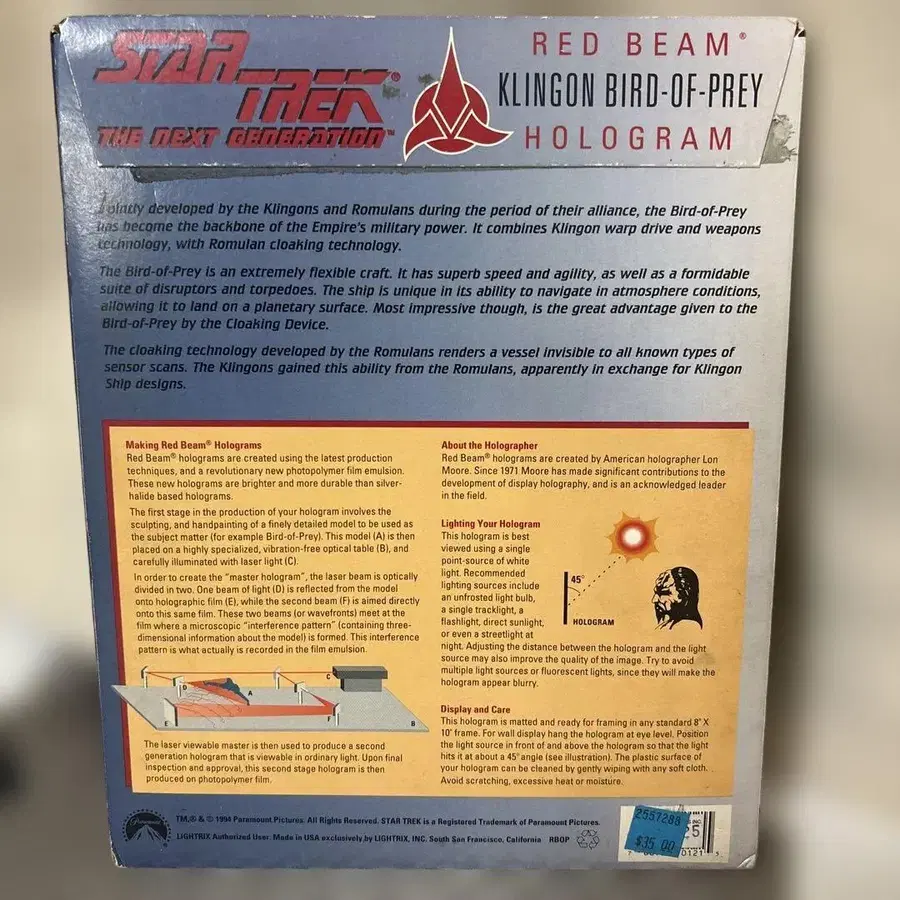 STAR TREK®
THE NEXT GENERATION™
RED BEAM®
KLINGON BIRD-OF-PREY
HOLOGRAM
Jointly developed by the Klingons and Romulans during the period of their alliance, the Bird-of-Prey
has become the backbone of the Empire's military power. It combines Klingon warp drive and weapons
technology, with Romulan cloaking technology.
The Bird-of-Prey is an extremely flexible craft. It has superb speed and agility, as well as a formidable
suite of disruptors and torpedoes. The ship is unique in its ability to navigate in atmosphere conditions,
allowing it to land on a planetary surface. Most impressive though, is the great advantage given to the
Bird-of-Prey by the Cloaking Device.
The cloaking technology developed by the Romulans renders a vessel invisible to all known types of
sensor scans. The Klingons gained this ability from the Romulans, apparently in exchange for Klingon
Ship designs.
Making Red Beam® Holograms
Red Beam® holograms are created using the latest production
techniques, and a revolutionary new photopolymer film emulsion.
These new holograms are brighter and more durable than silver-
halide based holograms.
The first stage in the production of your hologram involves the
sculpting, and handpainting of a finely detailed model to be used as
the subject matter (for example Bird-of-Prey). This model (A) is then
placed on a highly specialized, vibration-free optical table (B), and
carefully illuminated with laser light (C).
In order to create the "master hologram", the laser beam is optically
divided in two. One beam of light (D) is reflected from the model
onto holographic film (E), while the second beam (F) is aimed directly
onto this same film. These two beams (or wavefronts) meet at the
film where a microscopic "interference pattern" (containing three-
dimensional information about the model) is formed. This interference
pattern is what actually is recorded in the film emulsion.
C
D
A
E
F
B
The laser viewable master is then used to produce a second
generation hologram that is viewable in ordinary light. Upon final
inspection and approval, this second stage hologram is then
produced on photopolymer film.
About the Holographer
Red Beam® holograms are created by American holographer Lon
Moore. Since 1971 Moore has made significant contributions to the
development of display holography, and is an acknowledged leader
in the field.
Lighting Your Hologram
This hologram is best
viewed using a single
point-source of white
light. Recommended
lighting sources include
an unfrosted light bulb,
a single tracklight, a
flashlight, direct sunlight,
or even a streetlight at
night. Adjusting the distance between the hologram and the light
source may also improve the quality of the image. Try to avoid
multiple light sources or fluorescent lights, since they will make the
hologram appear blurry.
45°
HOLOGRAM
Display and Care
This hologram is matted and ready for framing in any standard 8" X
10" frame. For wall display hang the hologram at eye level. Position
the light source in front of and above the hologram so that the light
hits it at about a 45° angle (see illustration). The plastic surface of
your hologram can be cleaned by gently wiping with any soft cloth.
Avoid scratching, excessive heat or moisture.
Paramount
TM,® & © 1994 Paramount Pictures. All Rights Reserved. STAR TREK is a Registered Trademark of Paramount Pictures.
LIGHTRIX Authorized User. Made in USA exclusively by LIGHTRIX, INC. South San Francisco, California RBOP
2557288
$35.00
25